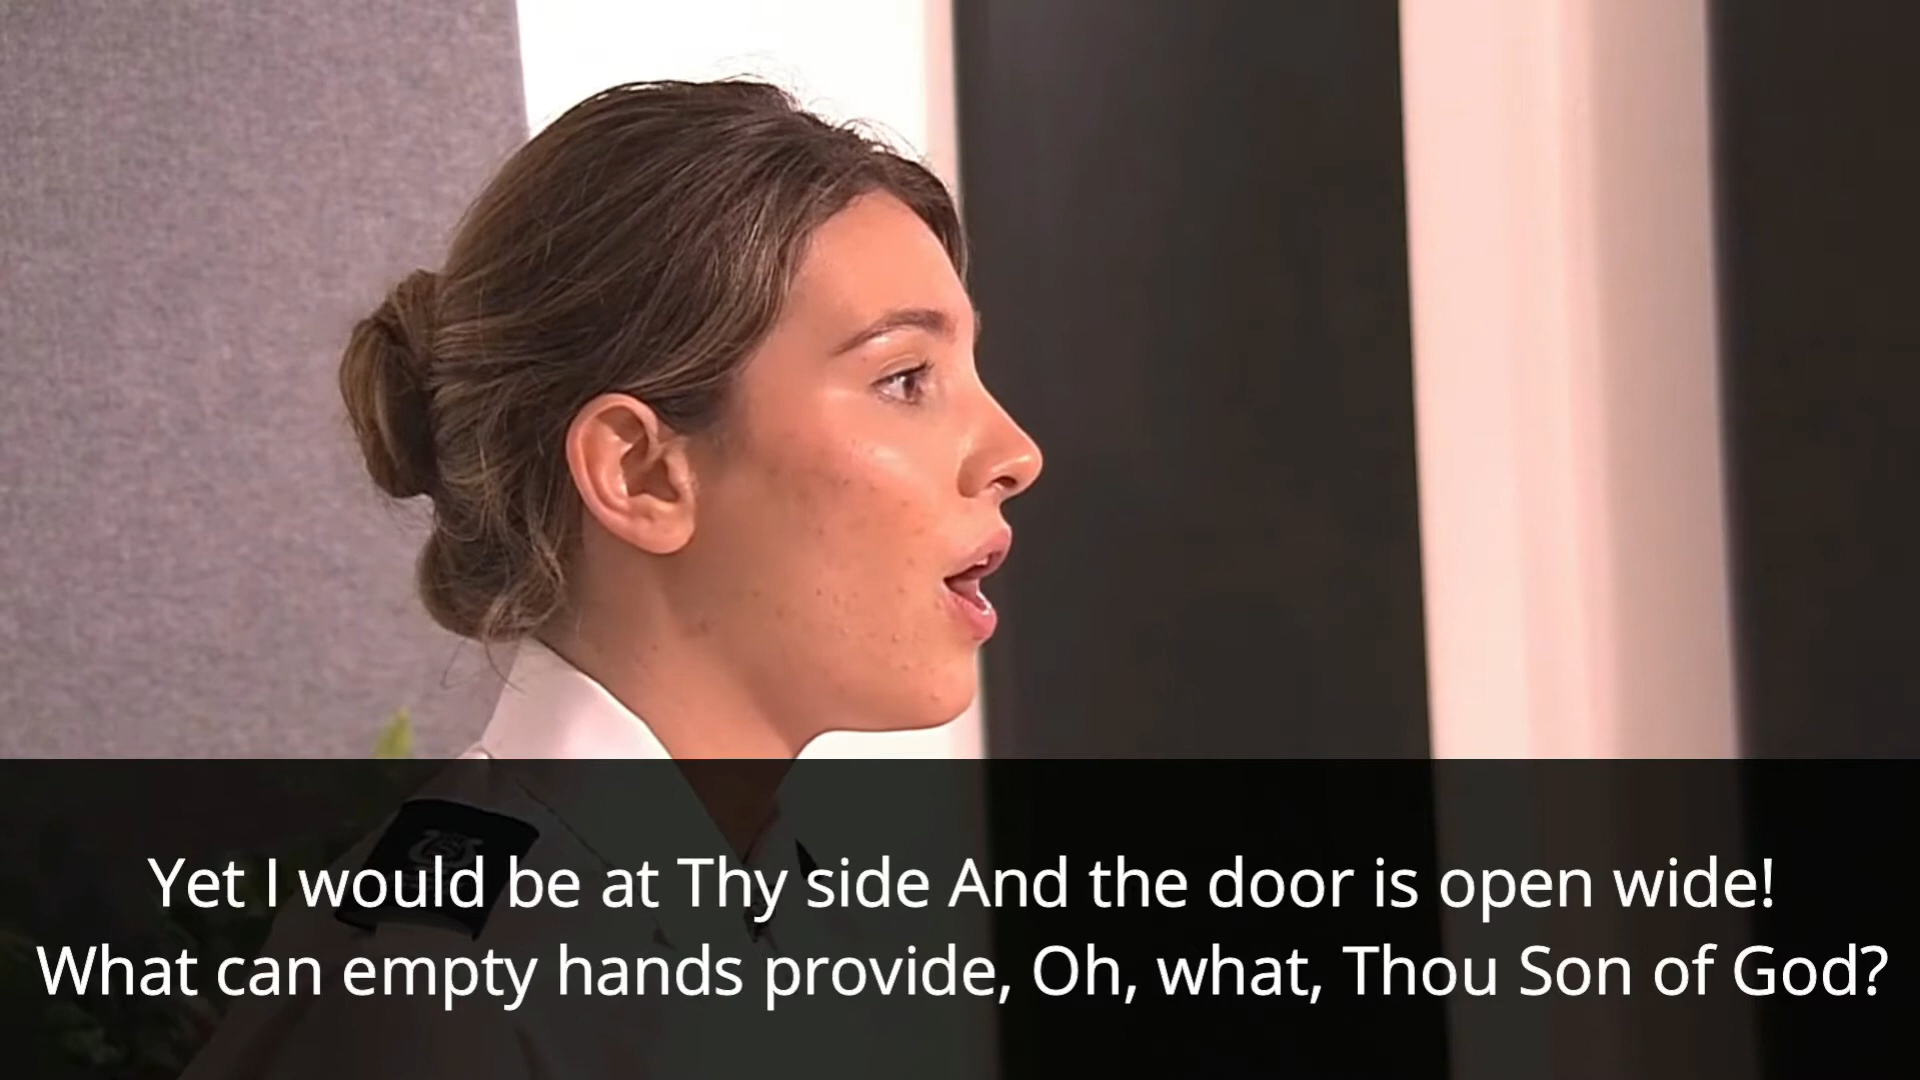 Yet I would be at Thy side And the door is open wide!
What can empty hands provide, Oh, what, Thou Son of God?